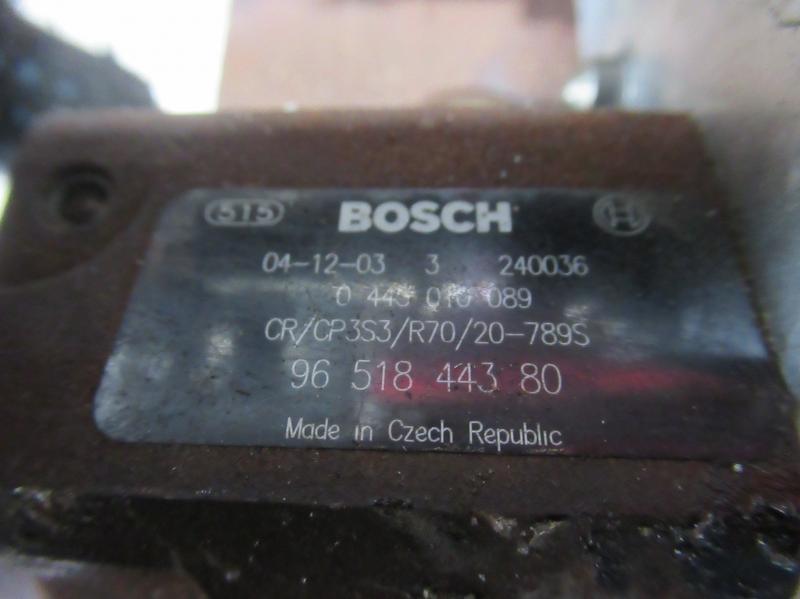 515 BOSCH
04-12-03 3 240036
0 445 010 089
CR/CP3S3/R70/20-789S
96 518 443 80
Made in Czech Republic